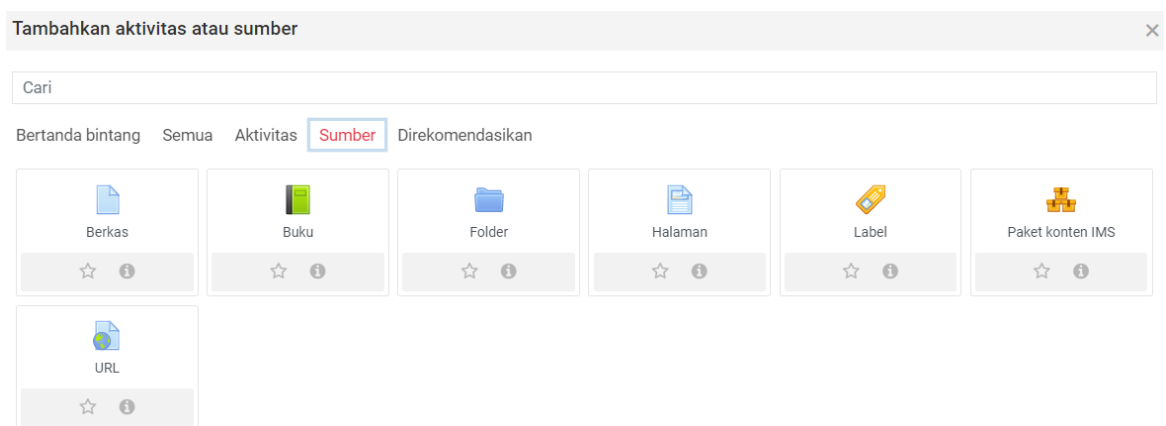 Tambahkan aktivitas atau sumber
Cari
Bertanda bintang Semua Aktivitas Sumber Direkomendasikan
Berkas Buku Folder Halaman Label Paket konten IMS
URL